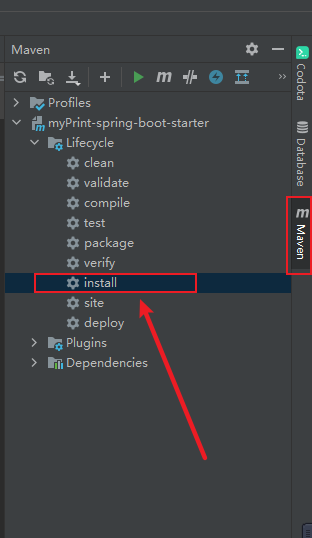 Maven
Profiles
myPrint-spring-boot-starter
Lifecycle
clean
validate
compile
test
package
verify
install
site
deploy
Plugins
Dependencies
Codota
Database
Maven